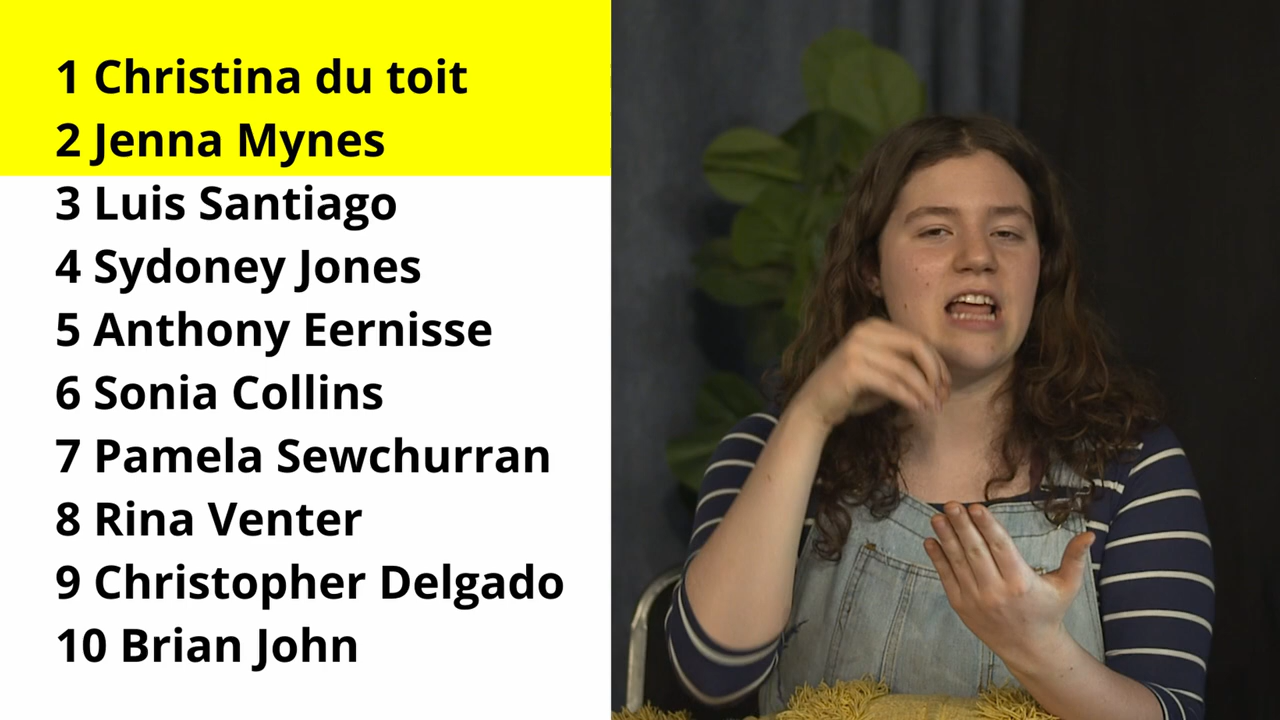 1 Christina du toit
2 Jenna Mynes
3 Luis Santiago
4 Sydoney Jones
5 Anthony Eernisse
6 Sonia Collins
7 Pamela Sewchurran
8 Rina Venter
9 Christopher Delgado
10 Brian John